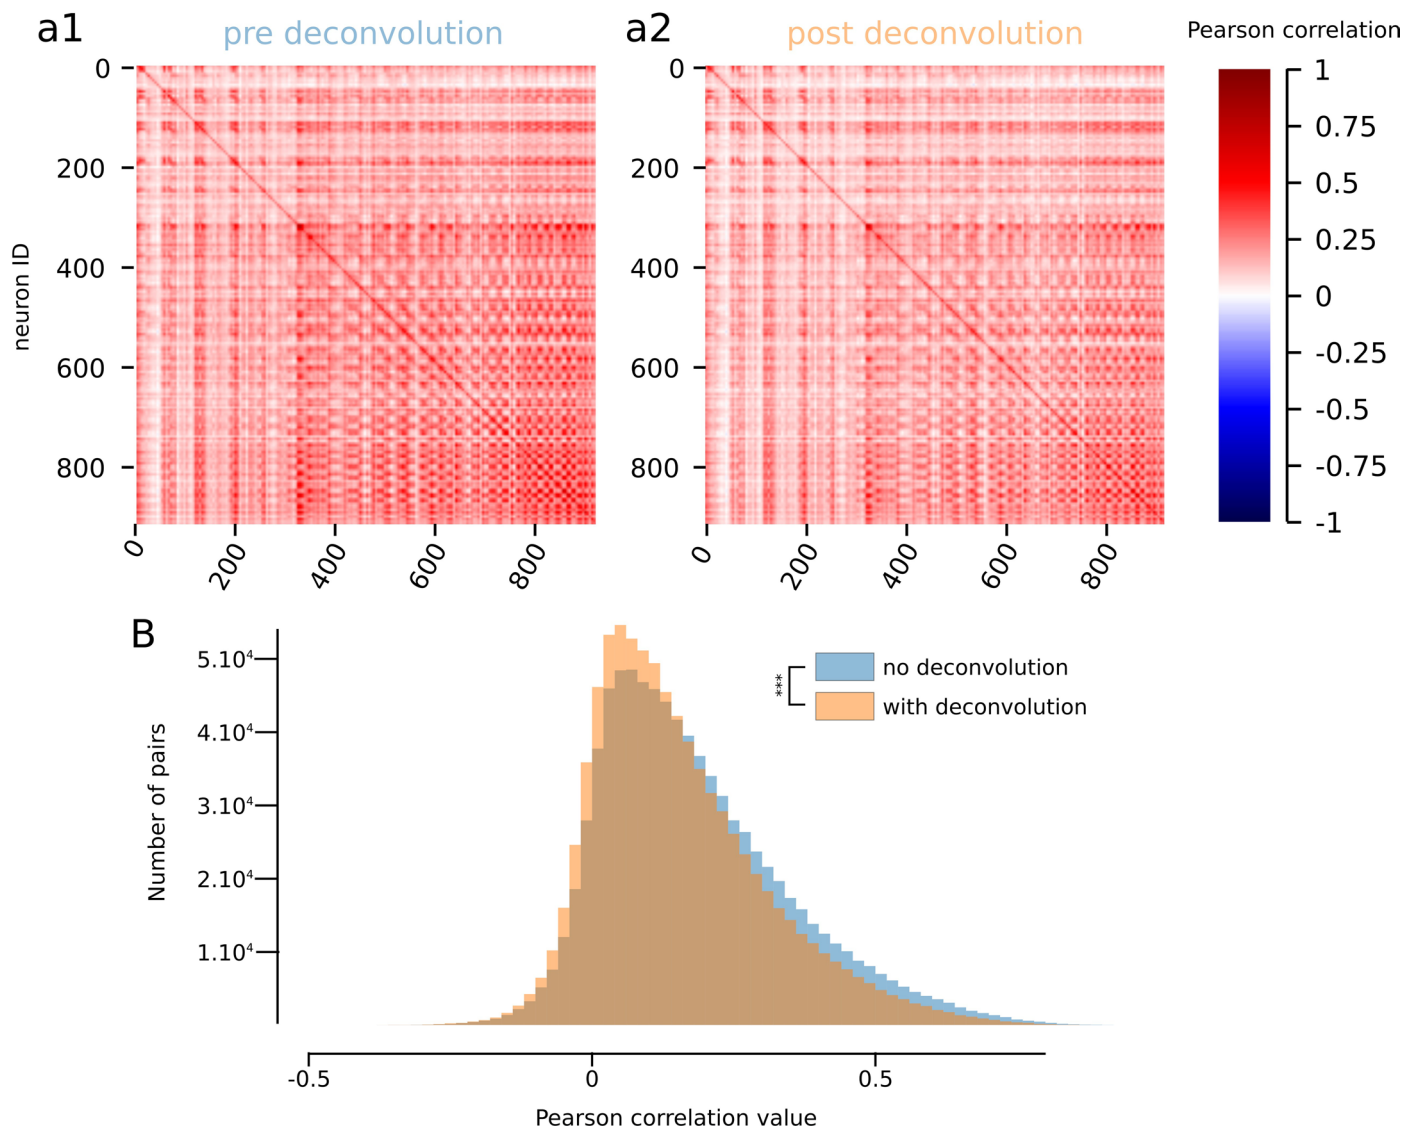 a1 pre deconvolution a2 post deconvolution Pearson correlation
0 0 1
200 200 0.75
400 400 0.5
600 600 0.25
800 800 0
-0.25
-0.5
-0.75
-1
neuron ID
0 200 400 600 800
0 200 400 600 800
B
5.10⁴
4.10⁴
3.10⁴
2.10⁴
1.10⁴
Number of pairs
*** no deconvolution
with deconvolution
-0.5 0 0.5
Pearson correlation value